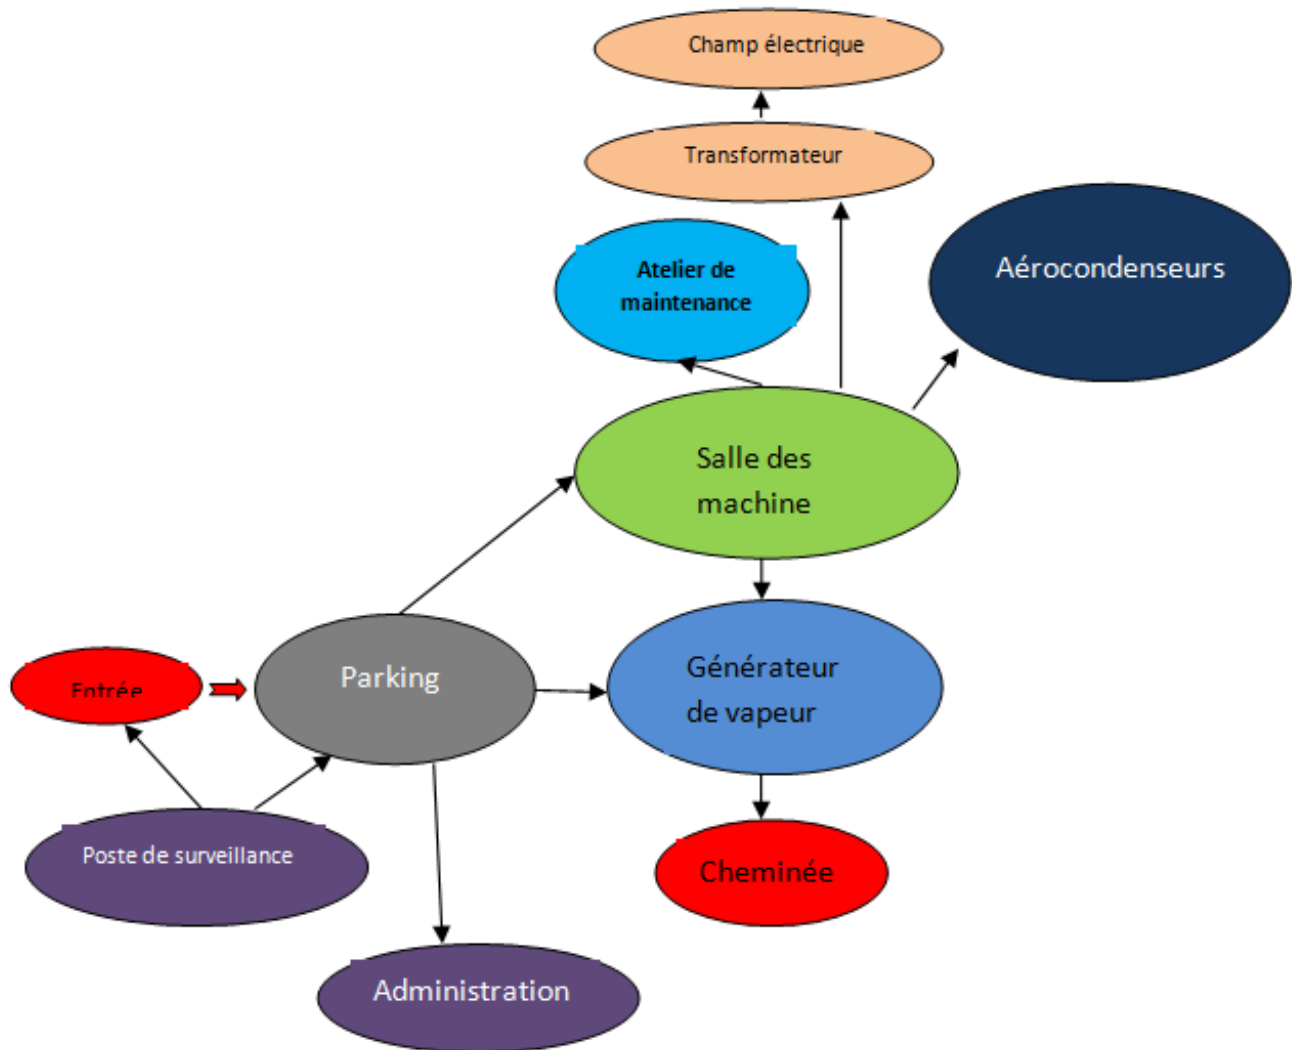 Champ électrique
Transformateur
Aérocondenseurs
Atelier de
maintenance
Salle des
machine
Parking
Générateur
de vapeur
Entrée
Poste de surveillance
Cheminée
Administration